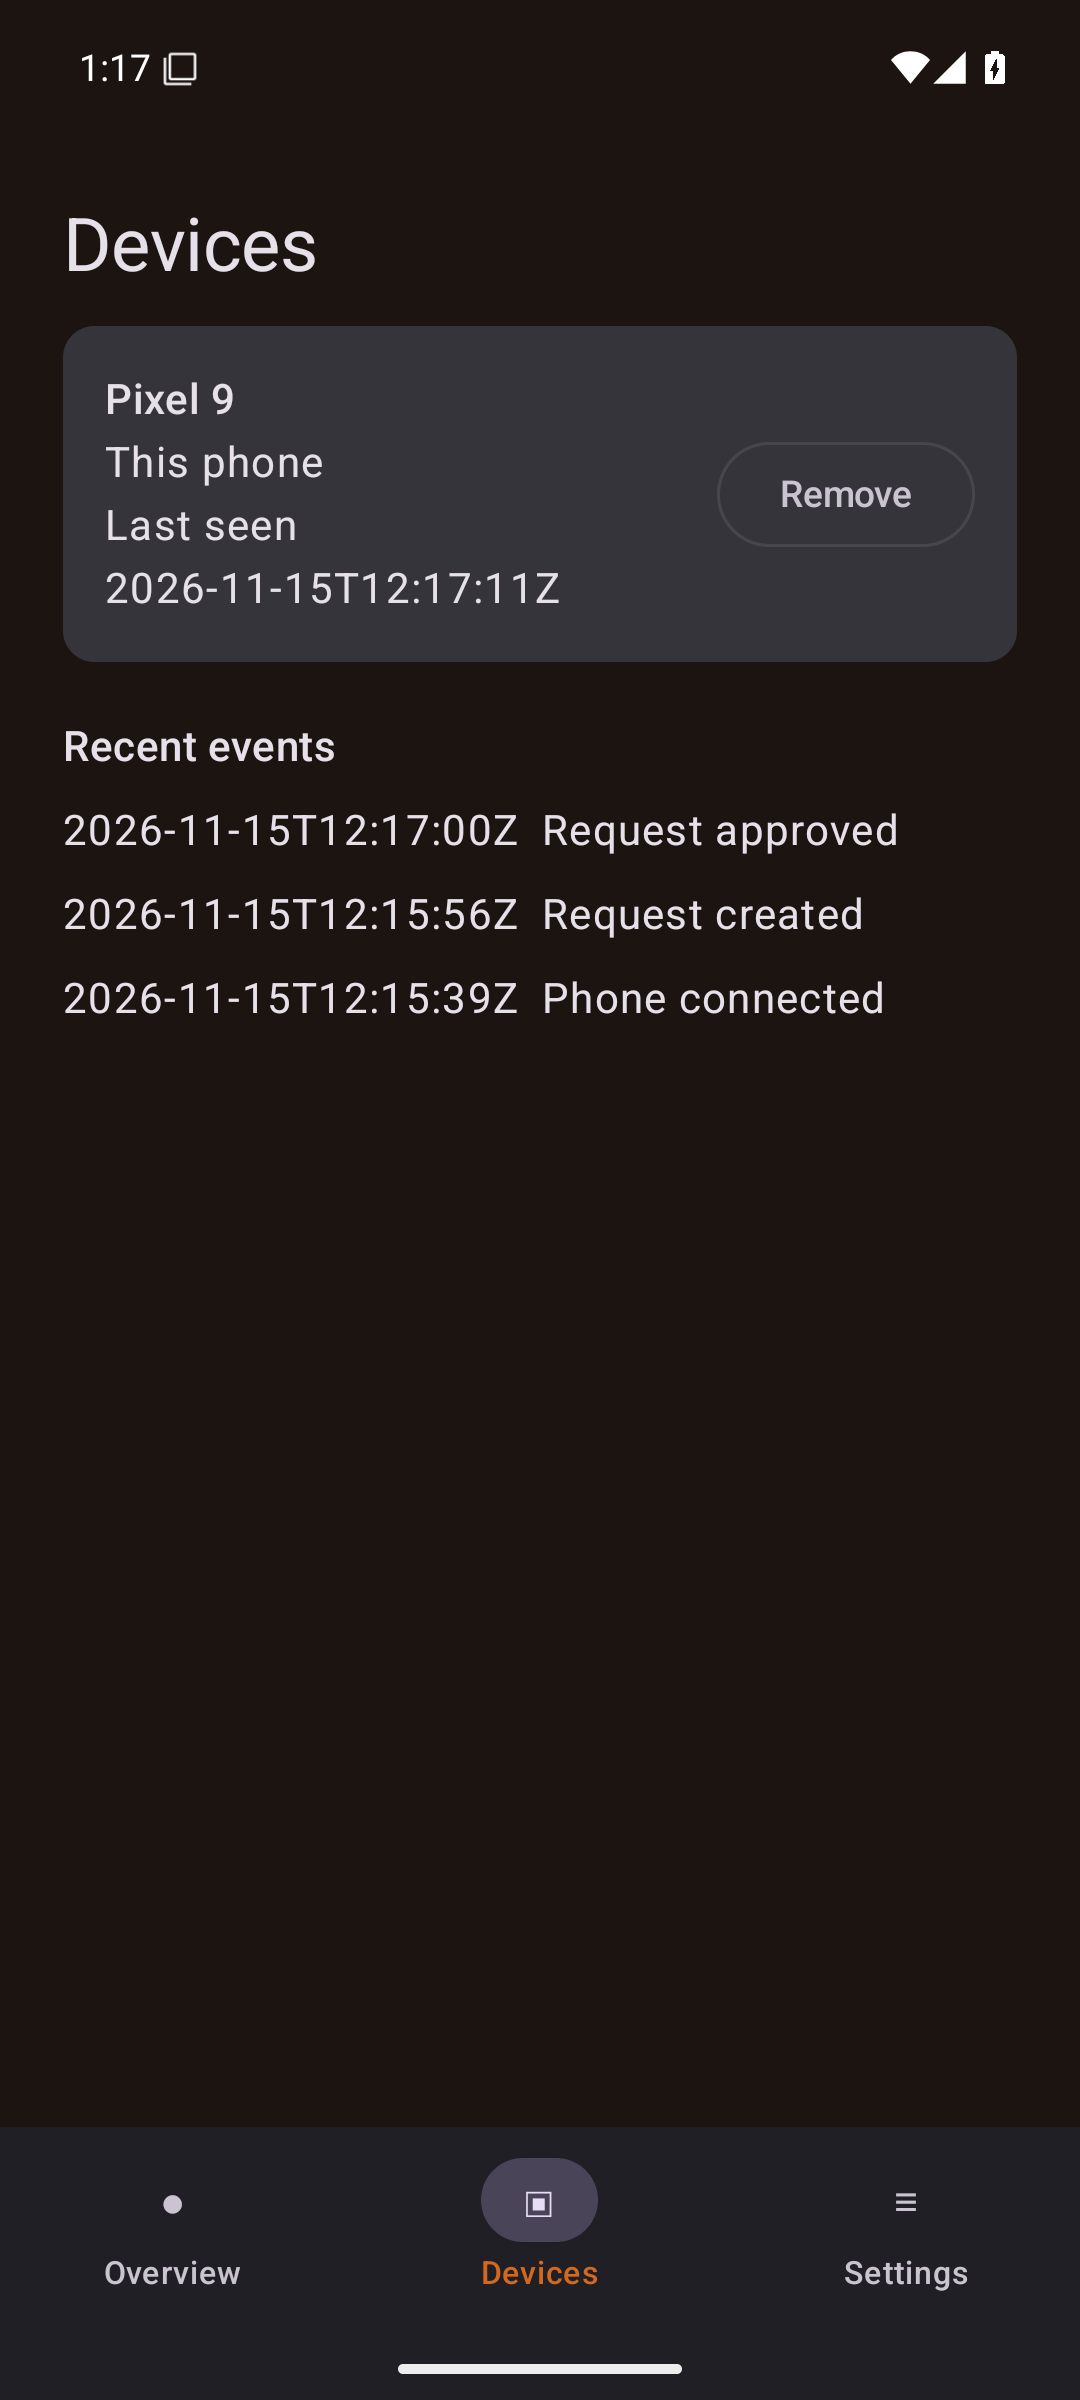 1:17
Devices
Pixel 9
This phone
Last seen
2026-11-15T12:17:11Z
Remove
Recent events
2026-11-15T12:17:00Z Request approved
2026-11-15T12:15:56Z Request created
2026-11-15T12:15:39Z Phone connected
Overview
Devices
Settings